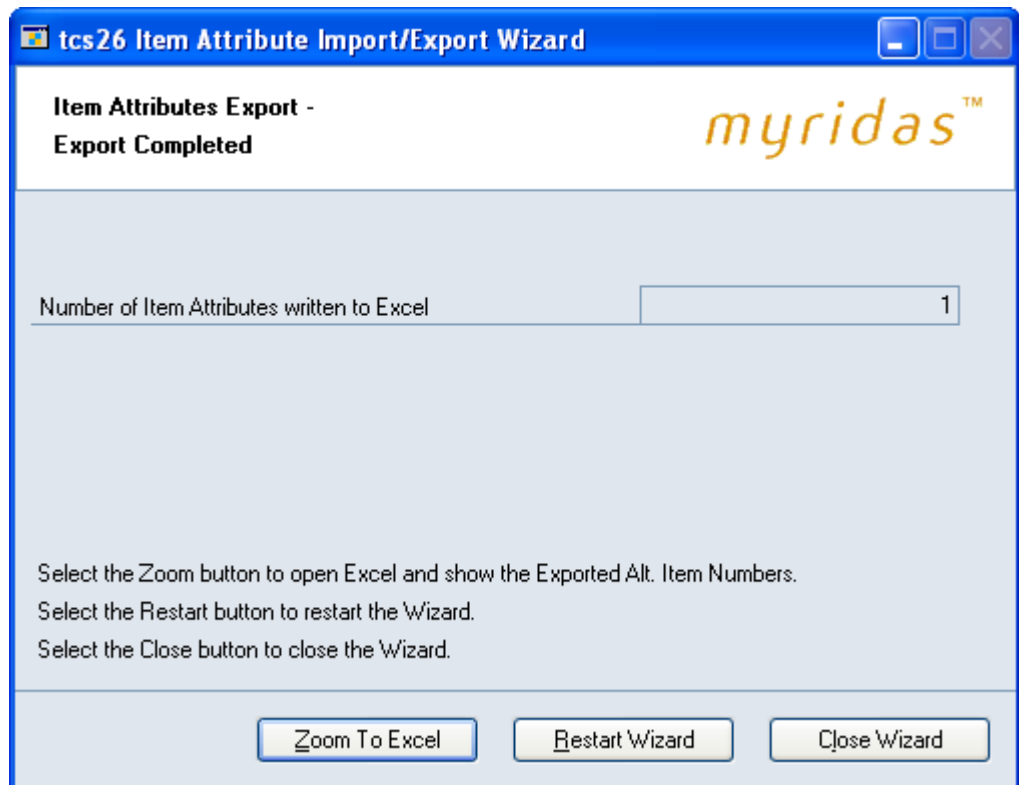 tcs26 Item Attribute Import/Export Wizard
Item Attributes Export -
Export Completed
myridas™
Number of Item Attributes written to Excel 1
Select the Zoom button to open Excel and show the Exported Alt. Item Numbers.
Select the Restart button to restart the Wizard.
Select the Close button to close the Wizard.
Zoom To Excel Restart Wizard Close Wizard